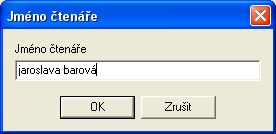 Jméno čtenáře
Jméno čtenáře
jaroslava barová
OK Zrušit